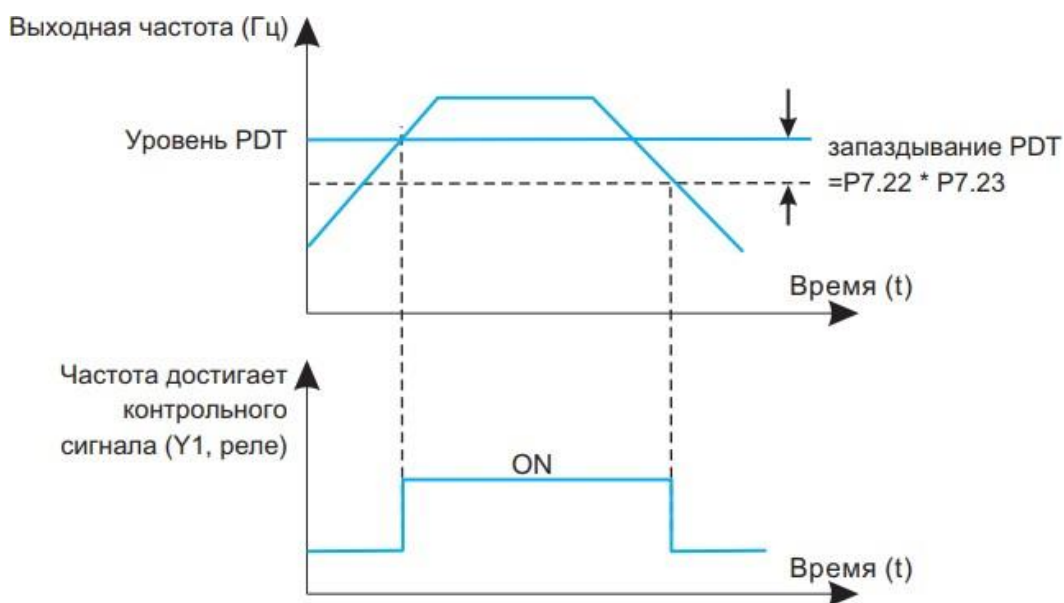 Выходная частота (Гц)
Уровень PDT
запаздывание PDT
=P7.22 * P7.23
Время (t)
Частота достигает
контрольного
сигнала (Y1, реле)
ON
Время (t)